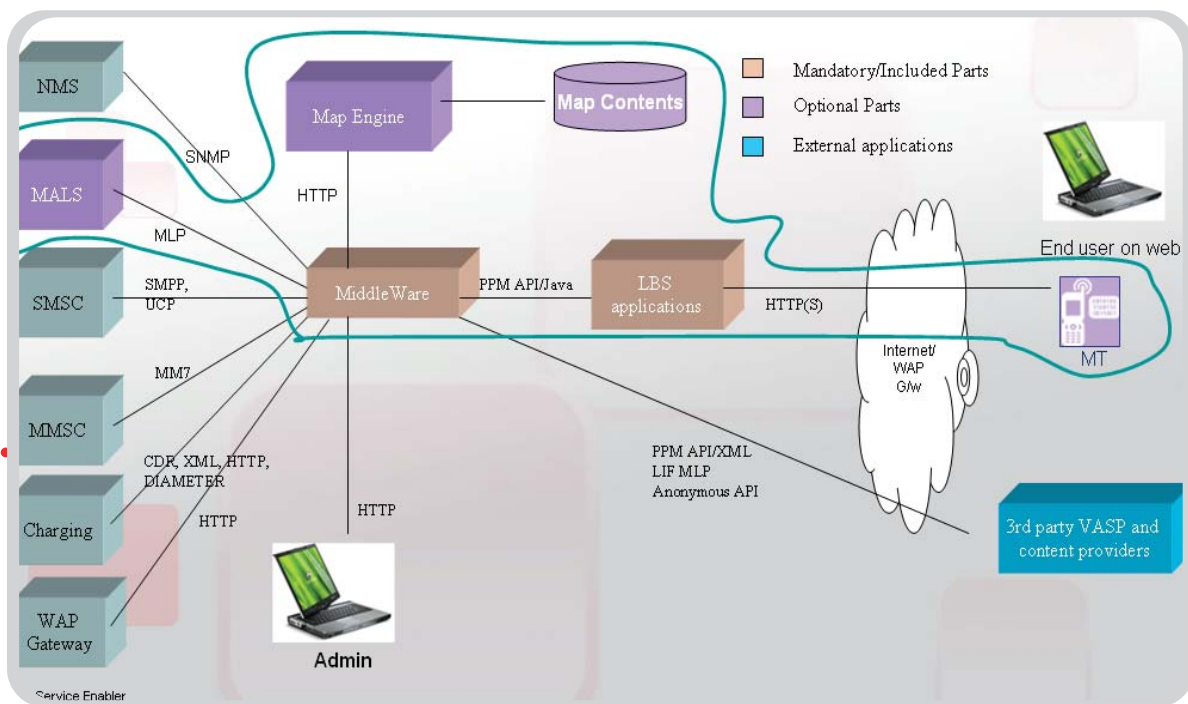 NMS
SNMP
Map Engine
Map Contents
Mandatory/Included Parts
Optional Parts
External applications
MALS
MLP
HTTP
End user on web
SMSC
SMPP,
UCP
MiddleWare
PPM API/Java
LBS
applications
HTTP(S)
MT
Internet/
WAP
G/w
MMSC
MM7
CDR, XML, HTTP,
DIAMETER
PPM API/XML
LIF MLP
Anonymous API
Charging
HTTP
HTTP
3rd party VASP and
content providers
WAP
Gateway
Admin
Service Enabler